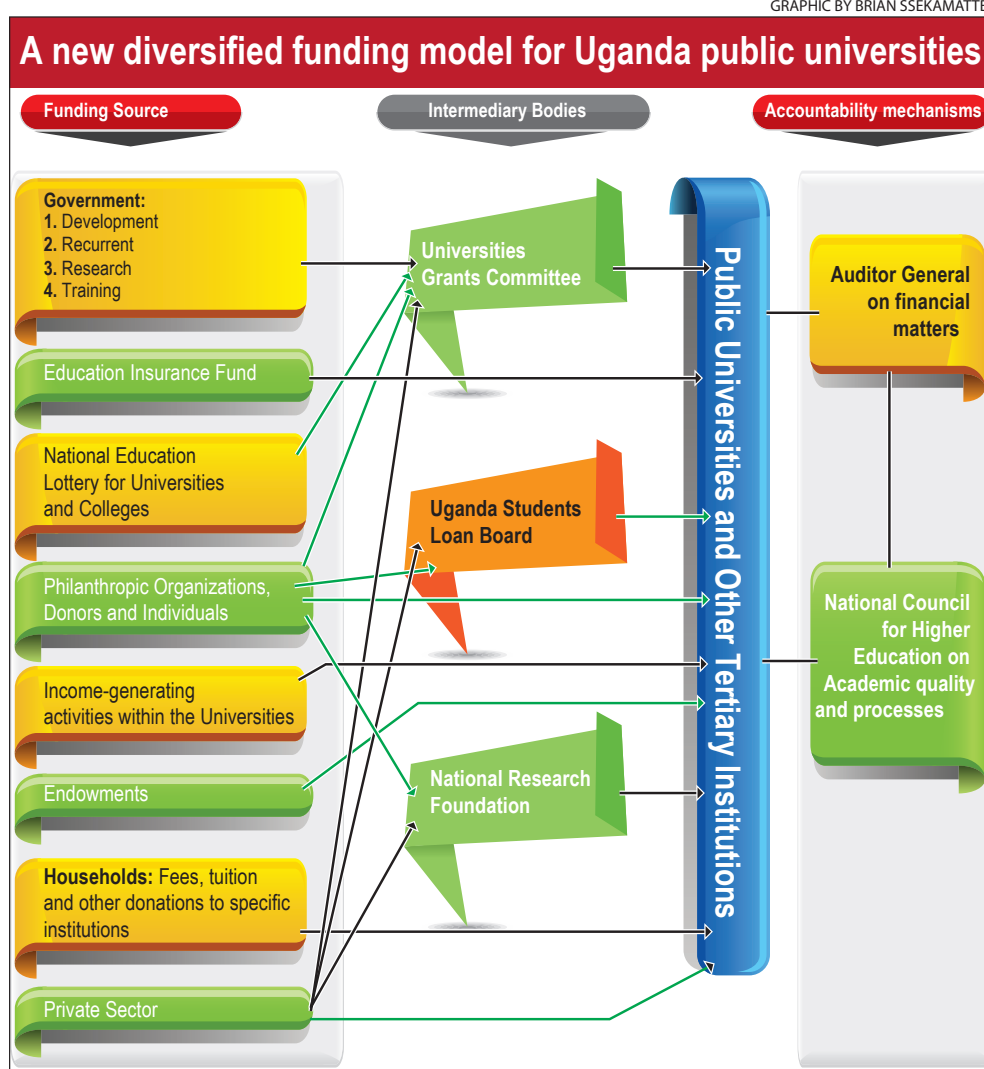 GRAPHIC BY BRIAN SSEKAMATTE
A new diversified funding model for Uganda public universities
Funding Source
Intermediary Bodies
Accountability mechanisms
Government:
1. Development
2. Recurrent
3. Research
4. Training
Education Insurance Fund
National Education
Lottery for Universities
and Colleges
Philanthropic Organizations,
Donors and Individuals
Income-generating
activities within the Universities
Endowments
Households: Fees, tuition
and other donations to specific
institutions
Private Sector
Universities
Grants Committee
Uganda Students
Loan Board
National Research
Foundation
Public Universities and Other Tertiary Institutions
Auditor General
on financial
matters
National Council
for Higher
Education on
Academic quality
and processes